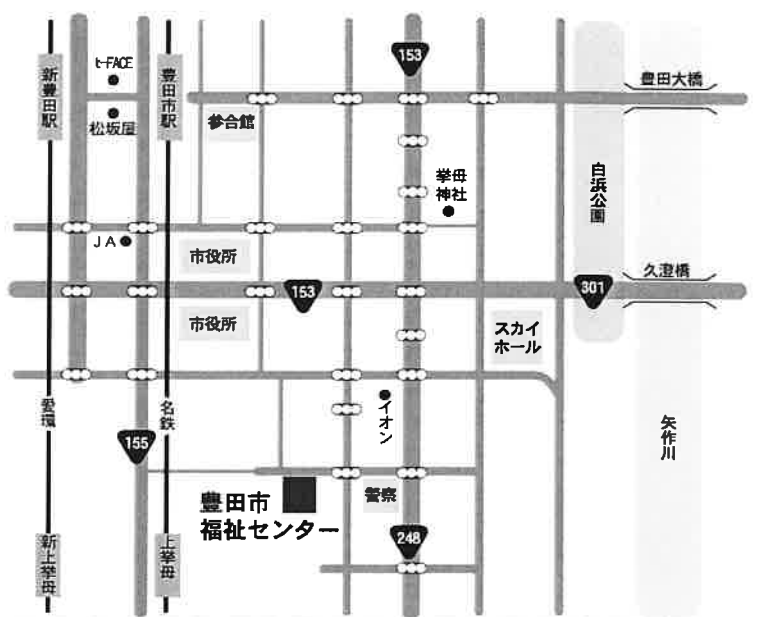 153
t-FACE
新豊田駅
豊田市駅
豊田大橋
参合館
松坂屋
挙母
神社
白浜公園
JA
市役所
久澄橋
301
153
市役所
スカイ
ホール
イオン
愛環
名鉄
矢作川
155
豊田市
福祉センター
警察
248
新上挙母
上挙母